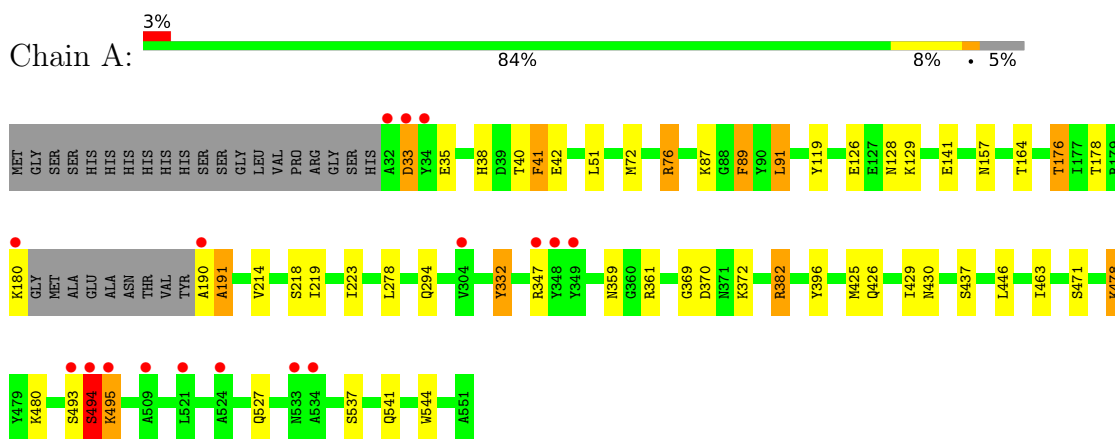 3%
Chain A:
84% 8% • 5%
MET GLY SER SER HIS HIS HIS HIS HIS HIS SER SER GLY LEU VAL PRO ARG GLY SER HIS A32 D33 Y34 E35 H38 D39 T40 F41 E42 L51 M72 R76 K87 G88 F89 Y90 L91 Y119 E126 E127 N128 K129 E141 N157 T164 T176 I177 T178 R179
K180 GLY MET ALA GLU ALA ASN THR VAL TYR A190 A191 V214 S218 I219 I223 L278 Q294 V304 Y332 R347 Y348 Y349 N359 G360 R361 G369 D370 N371 K372 R382 Y396 M425 Q426 I429 N430 S437 L446 I463 S471 K478
Y479 K480 S493 S494 K495 A509 L521 A524 Q527 N533 A534 S537 Q541 W544 A551